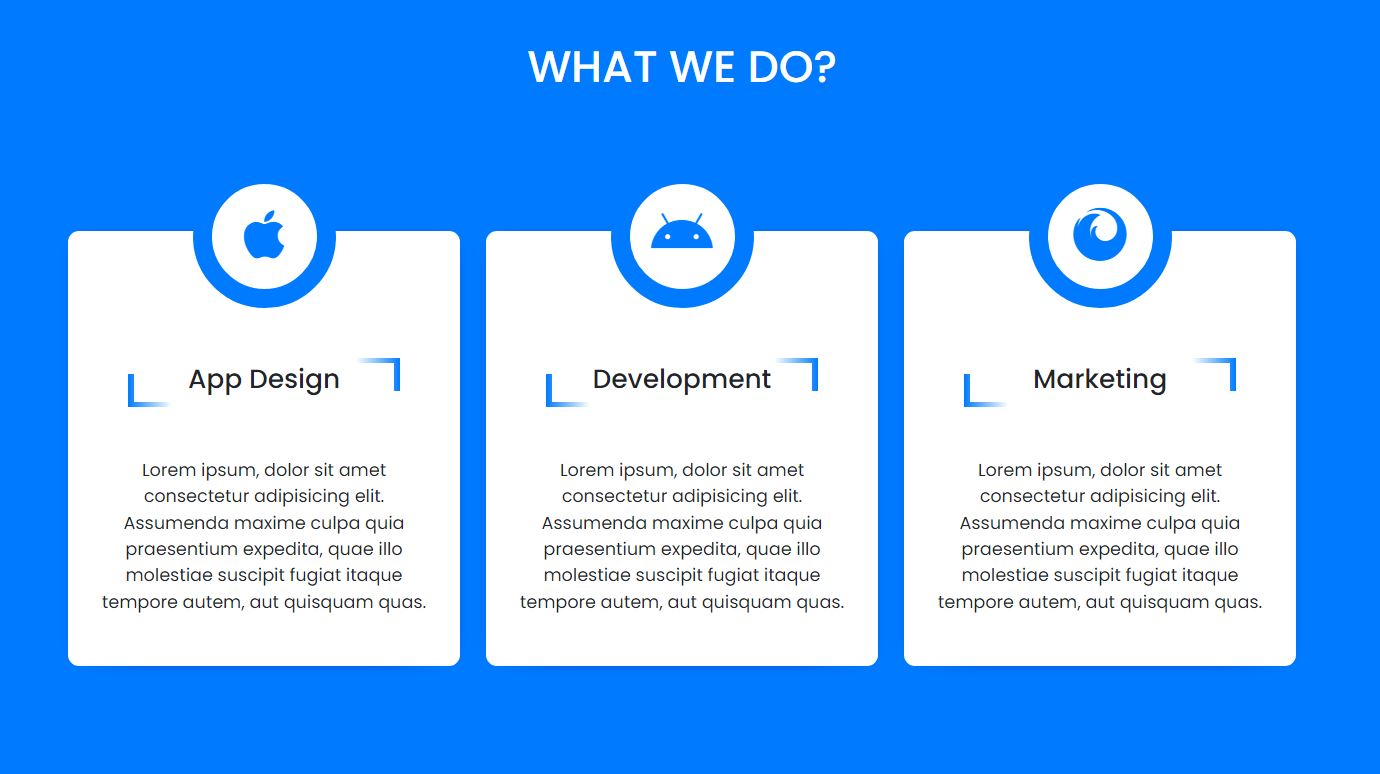 WHAT WE DO?
App Design
Lorem ipsum, dolor sit amet
consectetur adipisicing elit.
Assumenda maxime culpa quia
praesentium expedita, quae illo
molestiae suscipit fugiat itaque
tempore autem, aut quisquam quas.
Development
Lorem ipsum, dolor sit amet
consectetur adipisicing elit.
Assumenda maxime culpa quia
praesentium expedita, quae illo
molestiae suscipit fugiat itaque
tempore autem, aut quisquam quas.
Marketing
Lorem ipsum, dolor sit amet
consectetur adipisicing elit.
Assumenda maxime culpa quia
praesentium expedita, quae illo
molestiae suscipit fugiat itaque
tempore autem, aut quisquam quas.